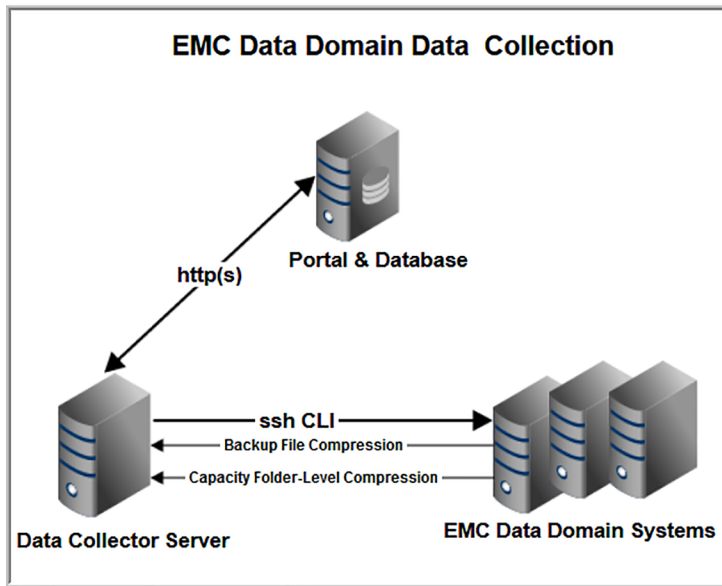 EMC Data Domain Data Collection
Portal & Database
http(s)
ssh CLI
Backup File Compression
Capacity Folder-Level Compression
Data Collector Server
EMC Data Domain Systems